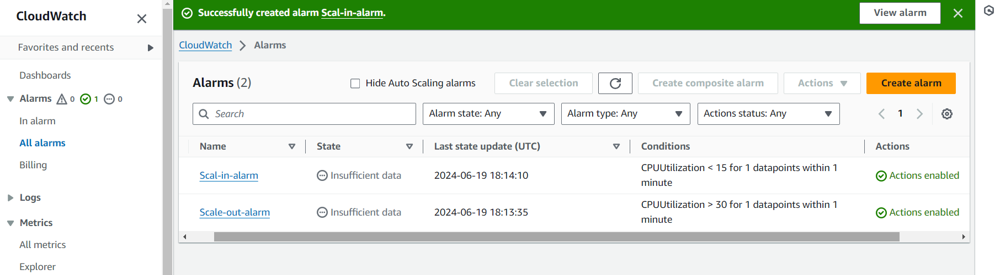 CloudWatch
Favorites and recents
Dashboards
Alarms 0 1 0
In alarm
All alarms
Billing
Logs
Metrics
All metrics
Explorer
Successfully created alarm Scal-in-alarm.
View alarm
CloudWatch Alarms
Alarms (2)
Hide Auto Scaling alarms
Clear selection
Create composite alarm
Actions
Create alarm
Search
Alarm state: Any
Alarm type: Any
Actions status: Any
1
Name State Last state update (UTC) Conditions Actions
Scal-in-alarm Insufficient data 2024-06-19 18:14:10 CPUUtilization < 15 for 1 datapoints within 1
minute
Actions enabled
Scale-out-alarm Insufficient data 2024-06-19 18:13:35 CPUUtilization > 30 for 1 datapoints within 1
minute
Actions enabled